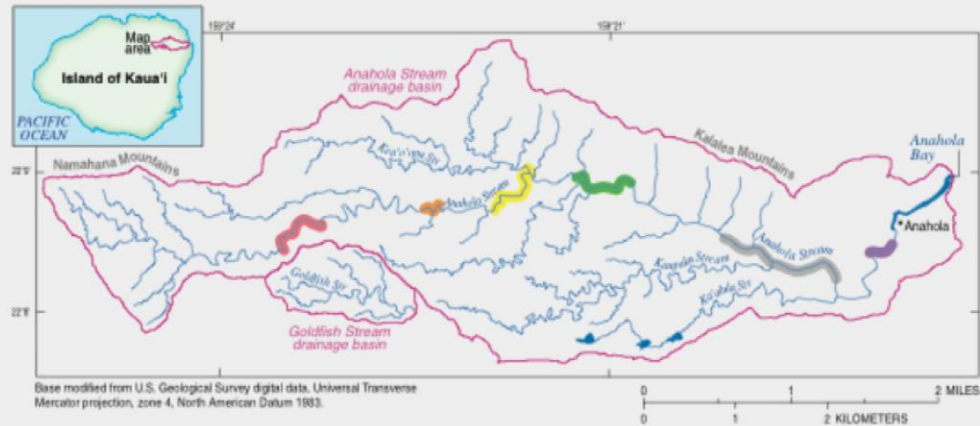 159°24'
159°21'
Map
area
Island of Kaua'i
PACIFIC
OCEAN
Anahola Stream
drainage basin
Namahana Mountains
Kalalea Mountains
Anahola
Bay
Anahola
Anahola Stream
Anahola Stream
Goldfish Str
Goldfish Stream
drainage basin
22°8'
Base modified from U.S. Geological Survey digital data, Universal Transverse
Mercator projection, zone 4, North American Datum 1983.
0 1 2 MILES
0 1 2 KILOMETERS